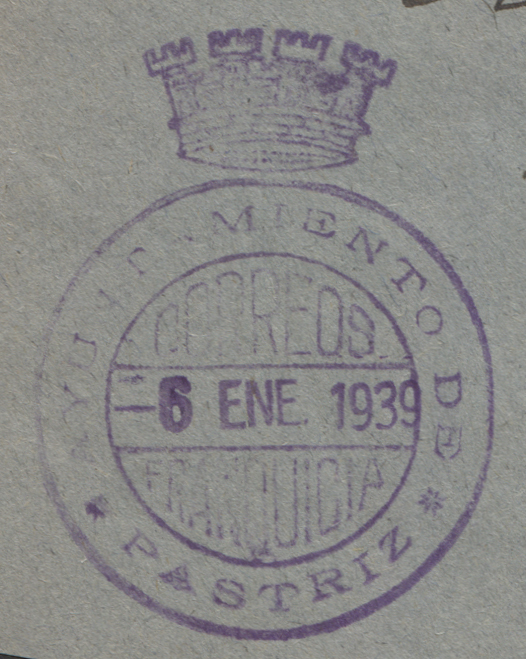 AYUNTAMIENTO DE
CORREOS
-6 ENE. 1939
FRANQUICIA
* PASTRIZ *